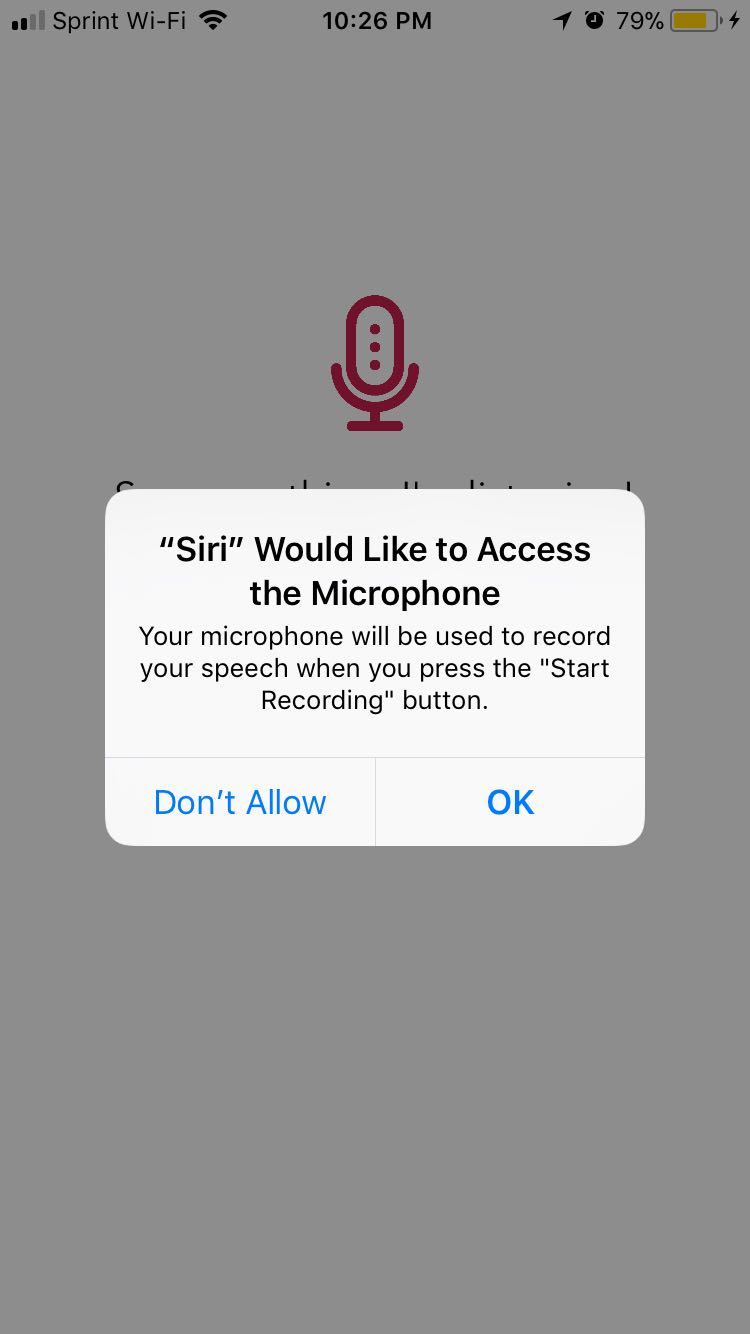 Sprint Wi-Fi 10:26 PM 79%
“Siri” Would Like to Access
the Microphone
Your microphone will be used to record
your speech when you press the "Start
Recording" button.
Don’t Allow OK